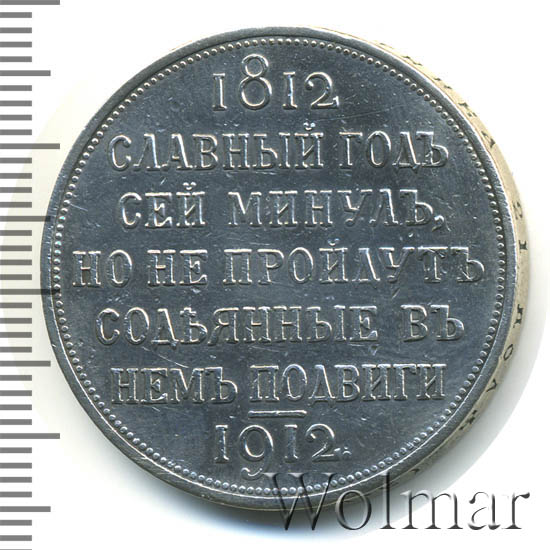 1812
СЛАВНЫЙ ГОДЪ
СЕЙ МИНУЛЪ,
НО НЕ ПРОЙДУТЪ
СОДѢЯННЫЕ ВЪ
НЕМЪ ПОДВИГИ
1912.
Wolmar